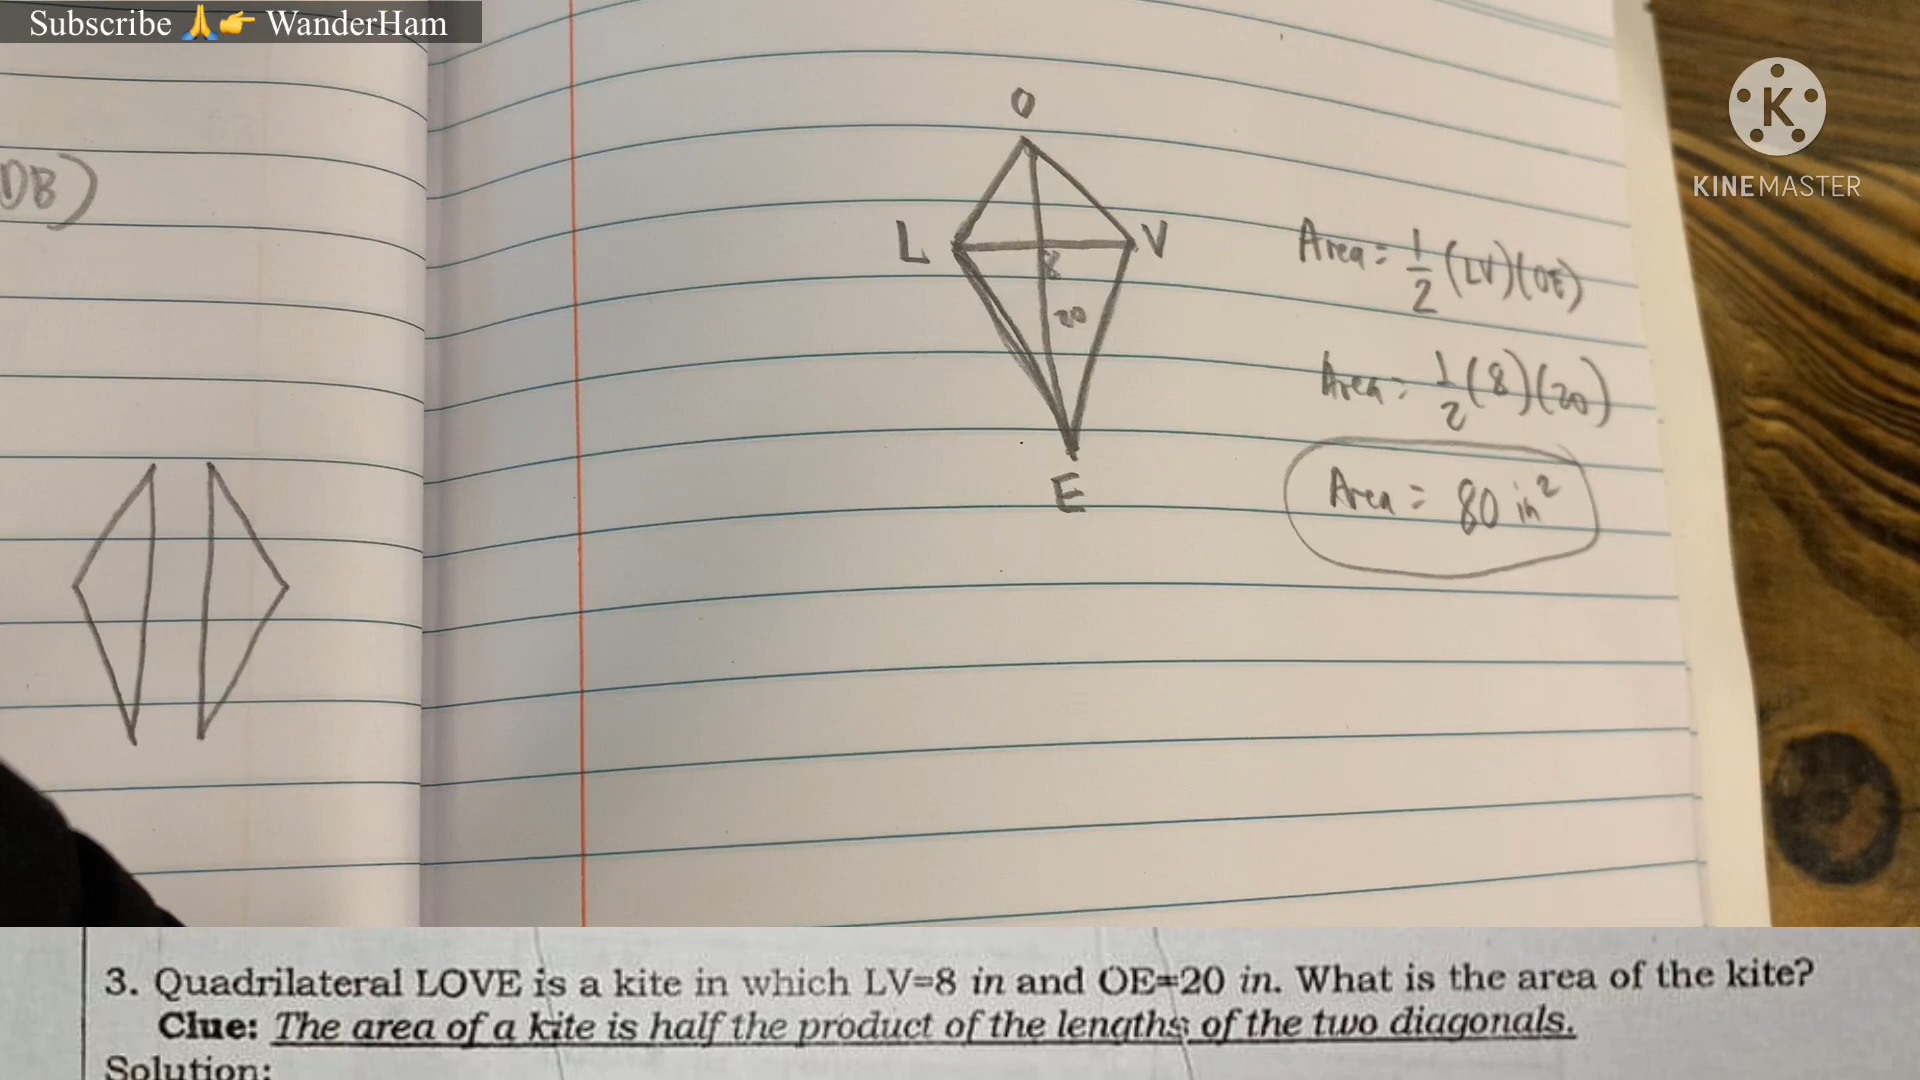 Subscribe 🙏👉 WanderHam
KINEMASTER
DB)
O
L
V
8
20
E
Area = 1/2 (LV)(OE)
Area = 1/2 (8)(20)
Area = 80 in²
3. Quadrilateral LOVE is a kite in which LV=8 in and OE=20 in. What is the area of the kite?
Clue: The area of a kite is half the product of the lengths of the two diagonals.
Solution: